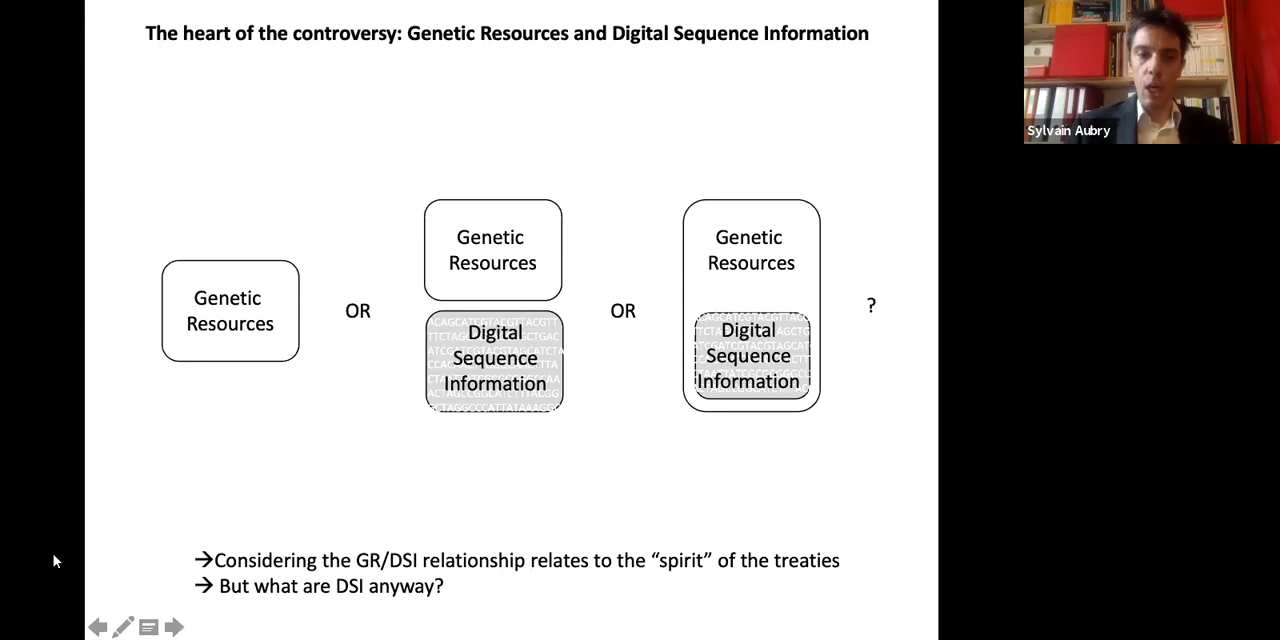 The heart of the controversy: Genetic Resources and Digital Sequence Information
Sylvain Aubry
Genetic
Resources
OR
Genetic
Resources
Digital
Sequence
Information
OR
Genetic
Resources
Digital
Sequence
Information
?
→Considering the GR/DSI relationship relates to the “spirit” of the treaties
→ But what are DSI anyway?